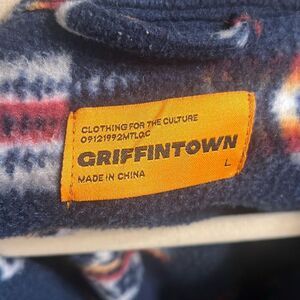 CLOTHING FOR THE CULTURE
09121992MTLQC
GRIFFINTOWN
L
MADE IN CHINA